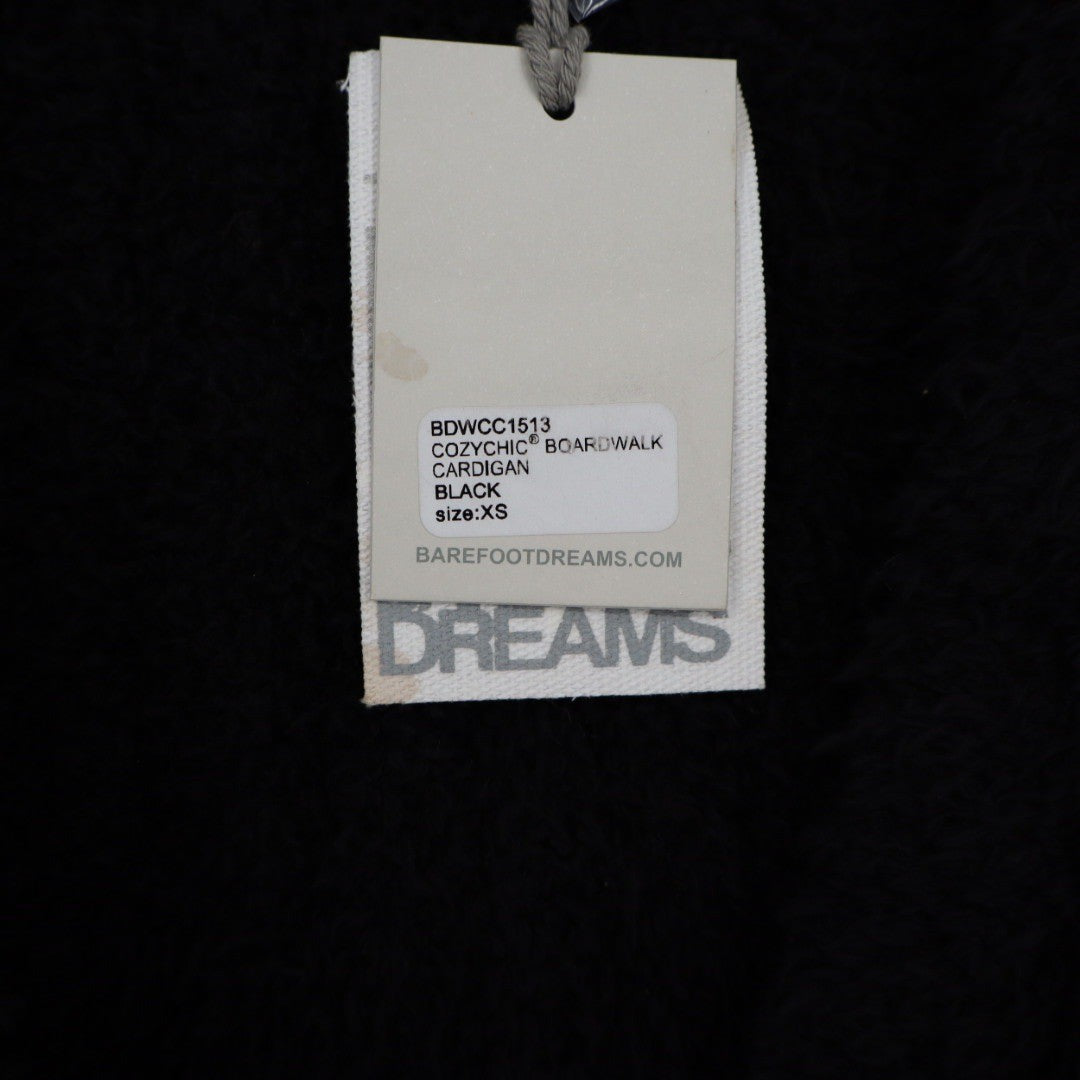 BDWCC1513
COZYCHIC® BOARDWALK
CARDIGAN
BLACK
size:XS
BAREFOOTDREAMS.COM
DREAMS